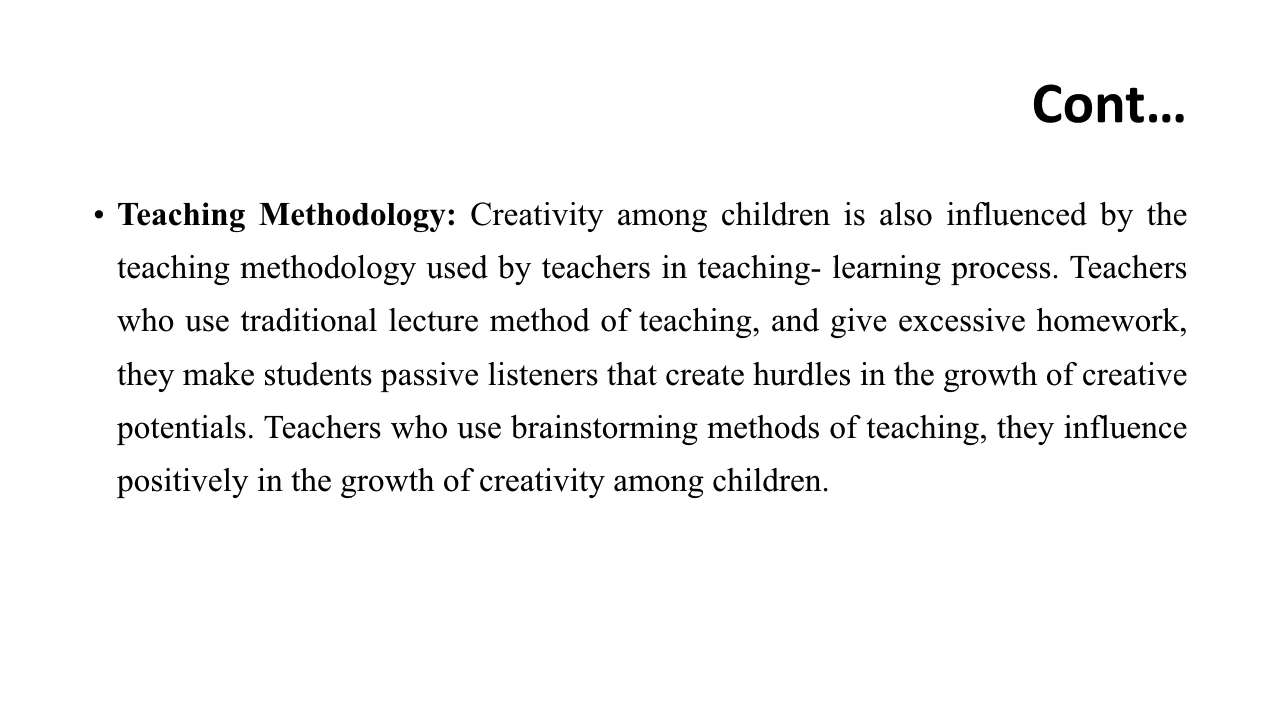 Cont…
• Teaching Methodology: Creativity among children is also influenced by the
teaching methodology used by teachers in teaching- learning process. Teachers
who use traditional lecture method of teaching, and give excessive homework,
they make students passive listeners that create hurdles in the growth of creative
potentials. Teachers who use brainstorming methods of teaching, they influence
positively in the growth of creativity among children.